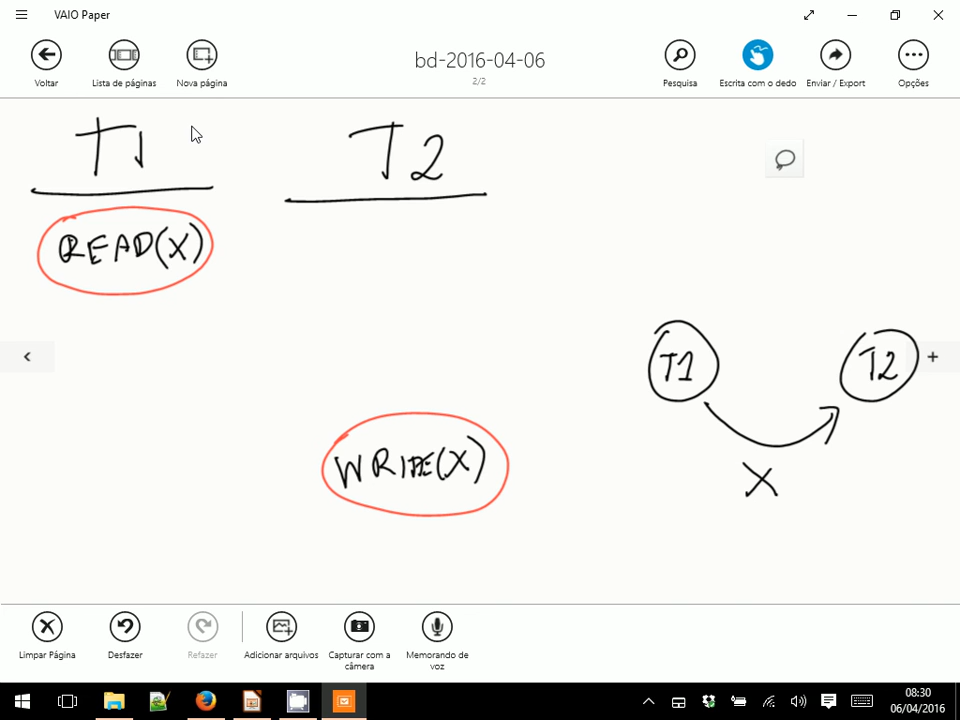 VAIO Paper
Voltar
Lista de páginas
Nova página
bd-2016-04-06
2/2
Pesquisa
Escrita com o dedo
Enviar / Export
Opções
T1
T2
READ(X)
T1
T2
WRITE(X)
X
Limpar Página
Desfazer
Refazer
Adicionar arquivos
Capturar com a
câmera
Memorando de
voz
08:30
06/04/2016